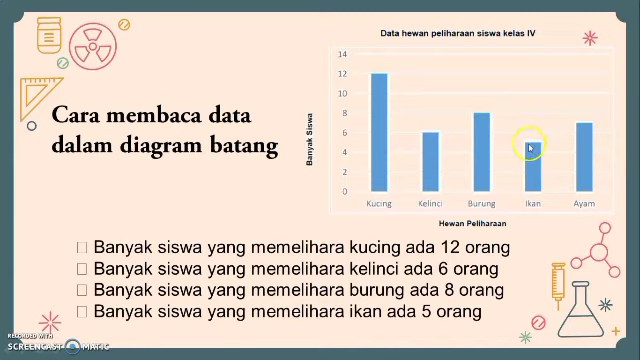 Data hewan peliharaan siswa kelas IV
Cara membaca data
dalam diagram batang
Banyak Siswa
14
12
10
8
6
4
2
0
Kucing Kelinci Burung Ikan Ayam
Hewan Peliharaan
Banyak siswa yang memelihara kucing ada 12 orang
Banyak siswa yang memelihara kelinci ada 6 orang
Banyak siswa yang memelihara burung ada 8 orang
Banyak siswa yang memelihara ikan ada 5 orang
RECORDED WITH
SCREENCAST MATIC